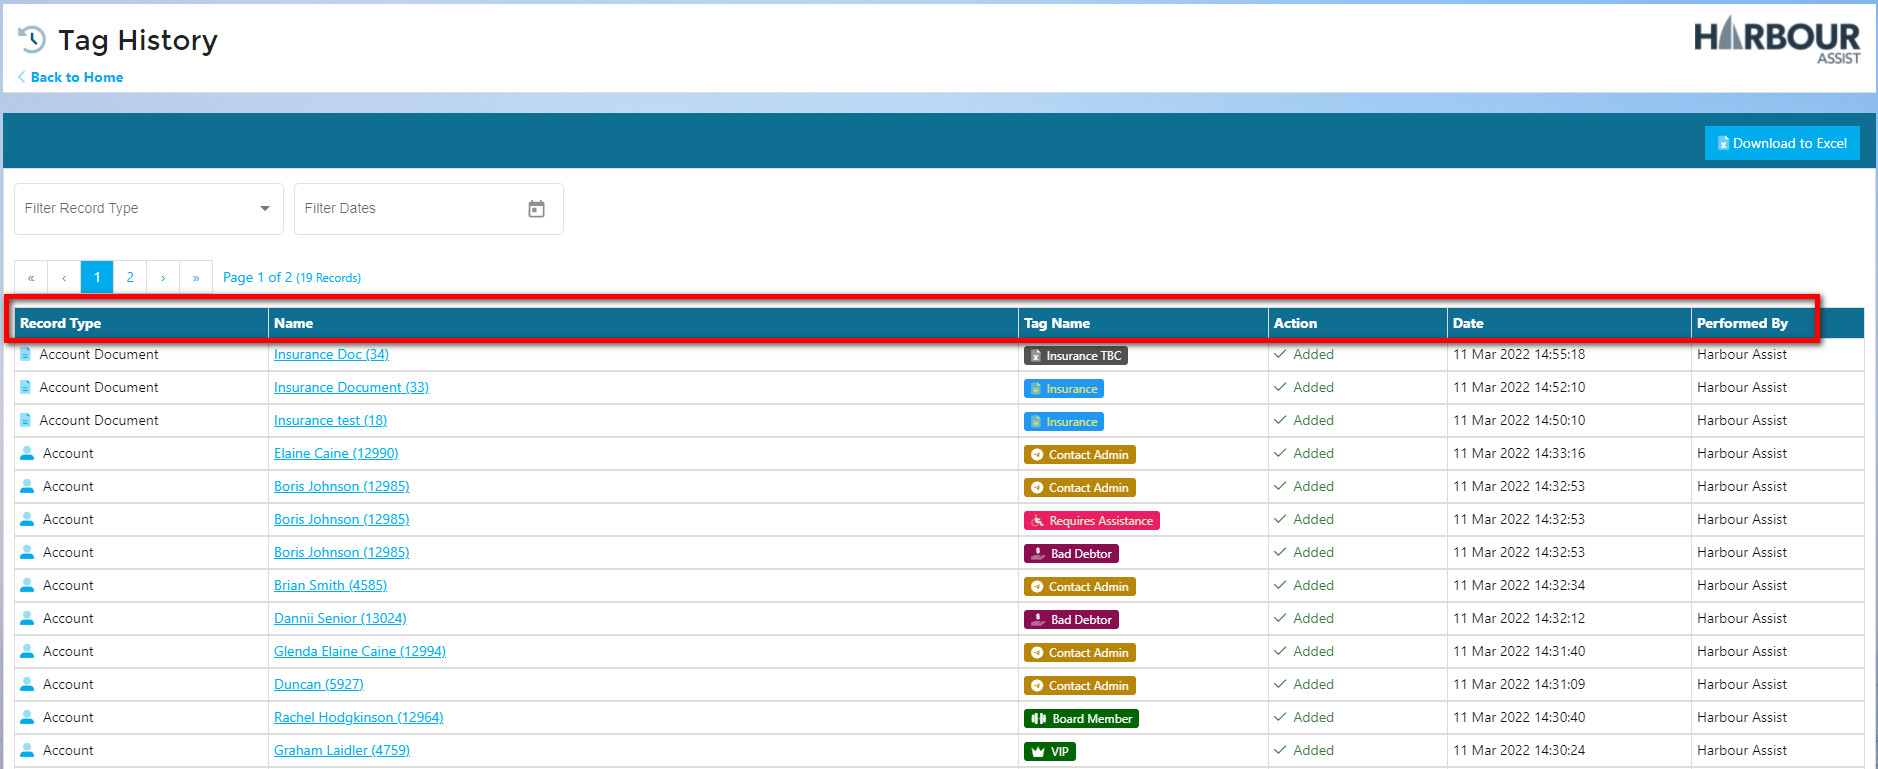 Tag History
HARBOUR
ASSIST
Back to Home
Download to Excel
Filter Record Type
Filter Dates
« ‹ 1 2 › » Page 1 of 2 (19 Records)
Record Type Name Tag Name Action Date Performed By
Account Document Insurance Doc (34) Insurance TBC Added 11 Mar 2022 14:55:18 Harbour Assist
Account Document Insurance Document (33) Insurance Added 11 Mar 2022 14:52:10 Harbour Assist
Account Document Insurance test (18) Insurance Added 11 Mar 2022 14:50:10 Harbour Assist
Account Elaine Caine (12990) Contact Admin Added 11 Mar 2022 14:33:16 Harbour Assist
Account Boris Johnson (12985) Contact Admin Added 11 Mar 2022 14:32:53 Harbour Assist
Account Boris Johnson (12985) Requires Assistance Added 11 Mar 2022 14:32:53 Harbour Assist
Account Boris Johnson (12985) Bad Debtor Added 11 Mar 2022 14:32:53 Harbour Assist
Account Brian Smith (4585) Contact Admin Added 11 Mar 2022 14:32:34 Harbour Assist
Account Dannii Senior (13024) Bad Debtor Added 11 Mar 2022 14:32:12 Harbour Assist
Account Glenda Elaine Caine (12994) Contact Admin Added 11 Mar 2022 14:31:40 Harbour Assist
Account Duncan (5927) Contact Admin Added 11 Mar 2022 14:31:09 Harbour Assist
Account Rachel Hodgkinson (12964) Board Member Added 11 Mar 2022 14:30:40 Harbour Assist
Account Graham Laidler (4759) VIP Added 11 Mar 2022 14:30:24 Harbour Assist